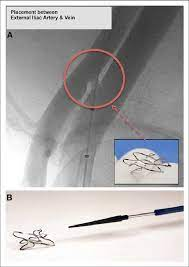 Placement between
External Iliac Artery & Vein
A
B